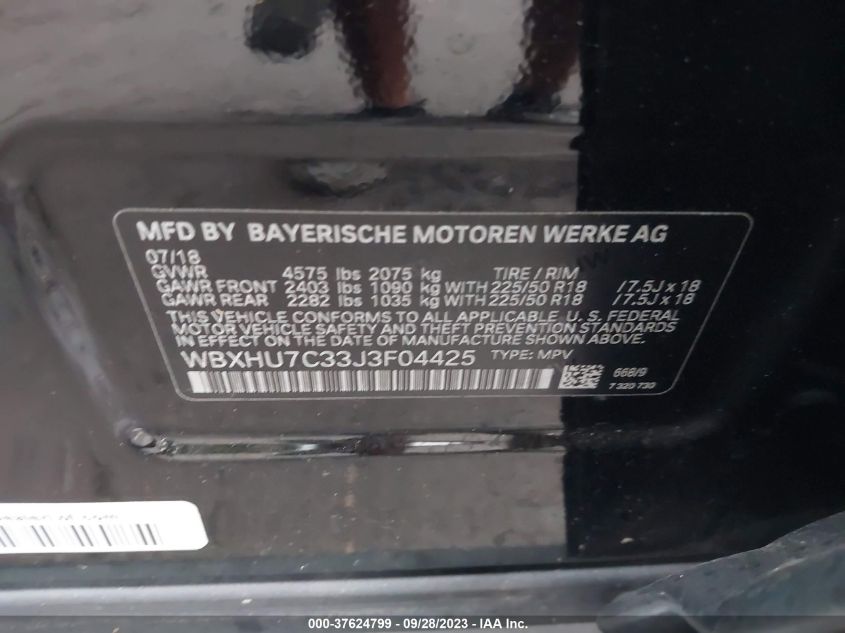 MFD BY BAYERISCHE MOTOREN WERKE AG
07/18
GVWR 4575 lbs 2075 kg TIRE / RIM
GAWR FRONT 2403 lbs 1090 kg WITH 225/50 R18 /7.5J x 18
GAWR REAR 2282 lbs 1035 kg WITH 225/50 R18 /7.5J x 18
THIS VEHICLE CONFORMS TO ALL APPLICABLE, U. S. FEDERAL
MOTOR VEHICLE SAFETY AND THEFT PREVENTION STANDARDS
IN EFFECT ON THE DATE OF MANUFACTURE SHOWN ABOVE.
WBXHU7C33J3F04425 TYPE: MPV
668/9
7 320 730
000-37624799 - 09/28/2023 - IAA Inc.